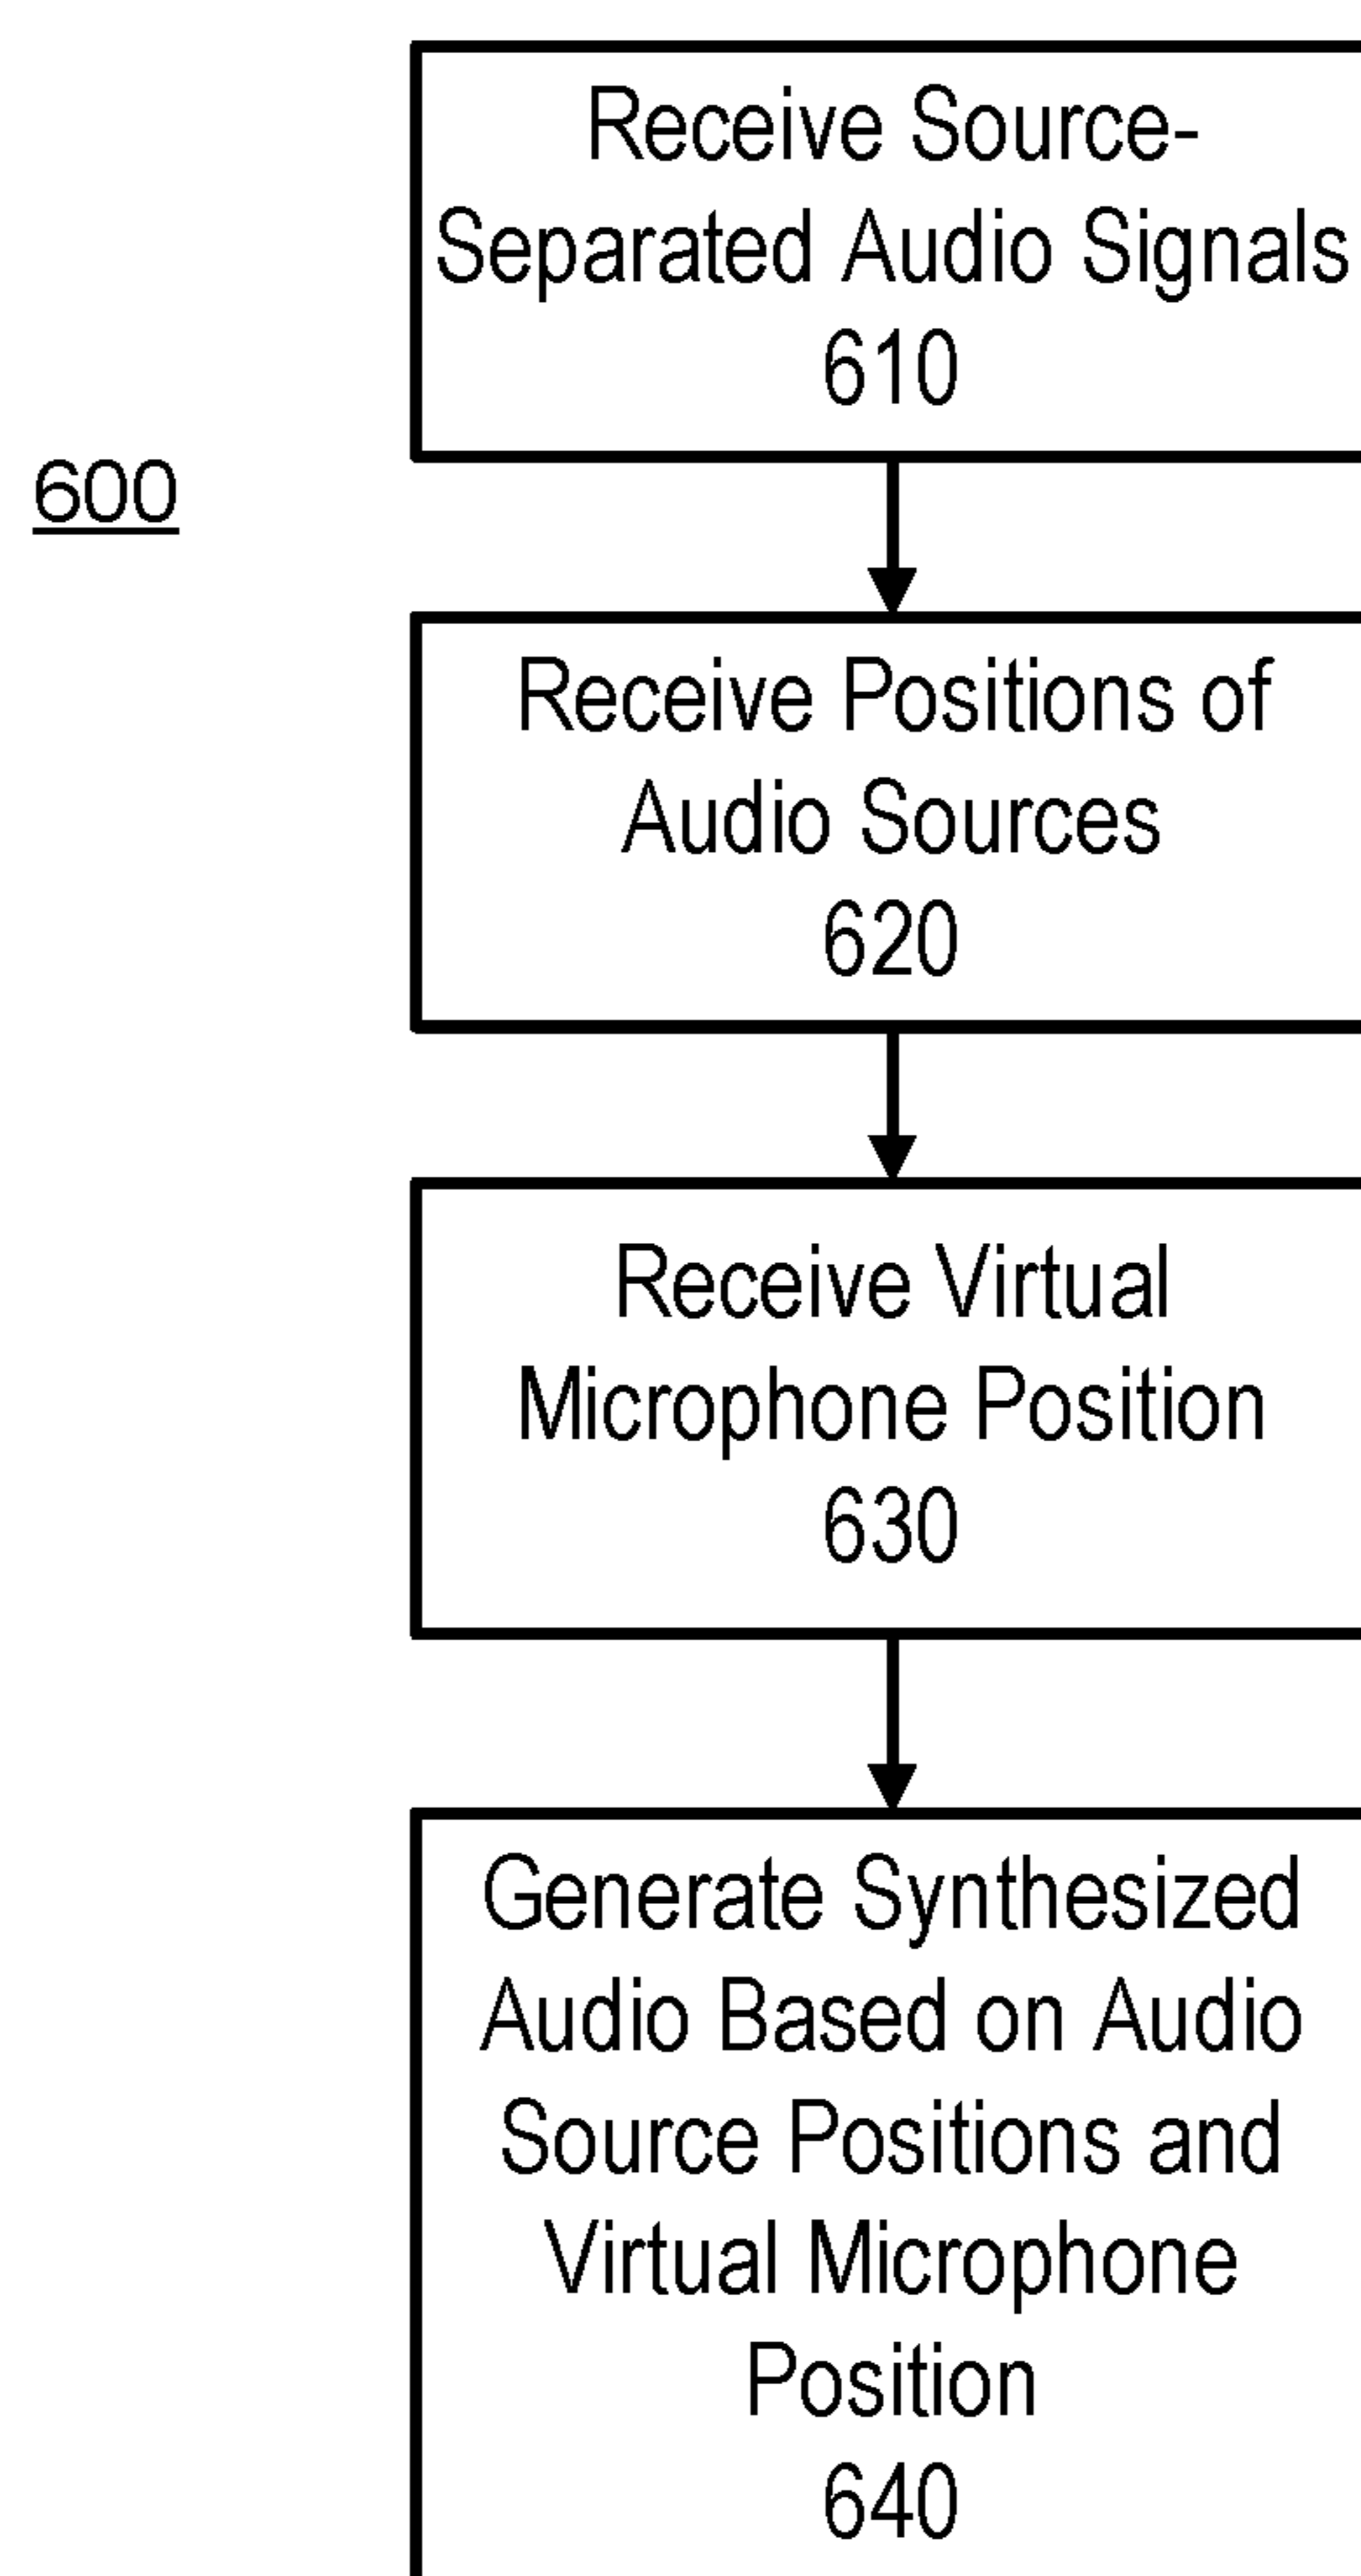 Receive Source-
Separated Audio Signals
610
600
Receive Positions of
Audio Sources
620
Receive Virtual
Microphone Position
630
Generate Synthesized
Audio Based on Audio
Source Positions and
Virtual Microphone
Position
640